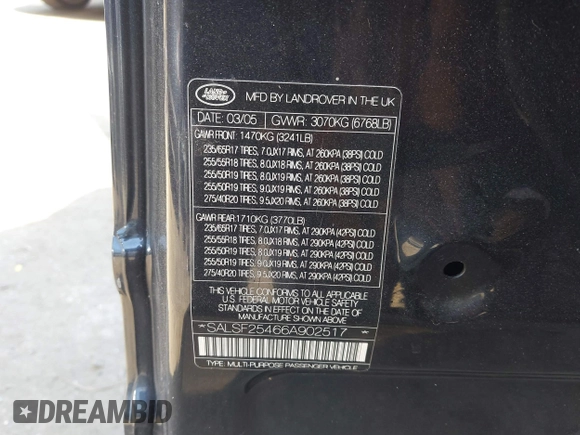 LAND
ROVER
MFD BY LANDROVER IN THE UK
DATE: 03/05 GVWR: 3070KG (6768LB)
GAWR FRONT: 1470KG (3241LB)
235/65R17 TIRES, 7.0JX17 RIMS, AT 260KPA (38PSI) COLD
255/55R18 TIRES, 8.0JX18 RIMS, AT 260KPA (38PSI) COLD
255/50R19 TIRES, 8.0JX19 RIMS, AT 260KPA (38PSI) COLD
255/50R19 TIRES, 9.0JX19 RIMS, AT 260KPA (38PSI) COLD
275/40R20 TIRES, 9.5JX20 RIMS, AT 260KPA (38PSI) COLD
GAWR REAR: 1710KG (3770LB)
235/65R17 TIRES, 7.0JX17 RIMS, AT 290KPA (42PSI) COLD
255/55R18 TIRES, 8.0JX18 RIMS, AT 290KPA (42PSI) COLD
255/50R19 TIRES, 8.0JX19 RIMS, AT 290KPA (42PSI) COLD
255/50R19 TIRES, 9.0JX19 RIMS, AT 290KPA (42PSI) COLD
275/40R20 TIRES, 9.5JX20 RIMS, AT 290KPA (42PSI) COLD
THIS VEHICLE CONFORMS TO ALL APPLICABLE
U.S. FEDERAL MOTOR VEHICLE SAFETY
STANDARDS IN EFFECT ON THE DATE OF
MANUFACTURE SHOWN ABOVE.
*SALSF25466A902517*
TYPE: MULTI-PURPOSE PASSENGER VEHICLE
DREAMBID